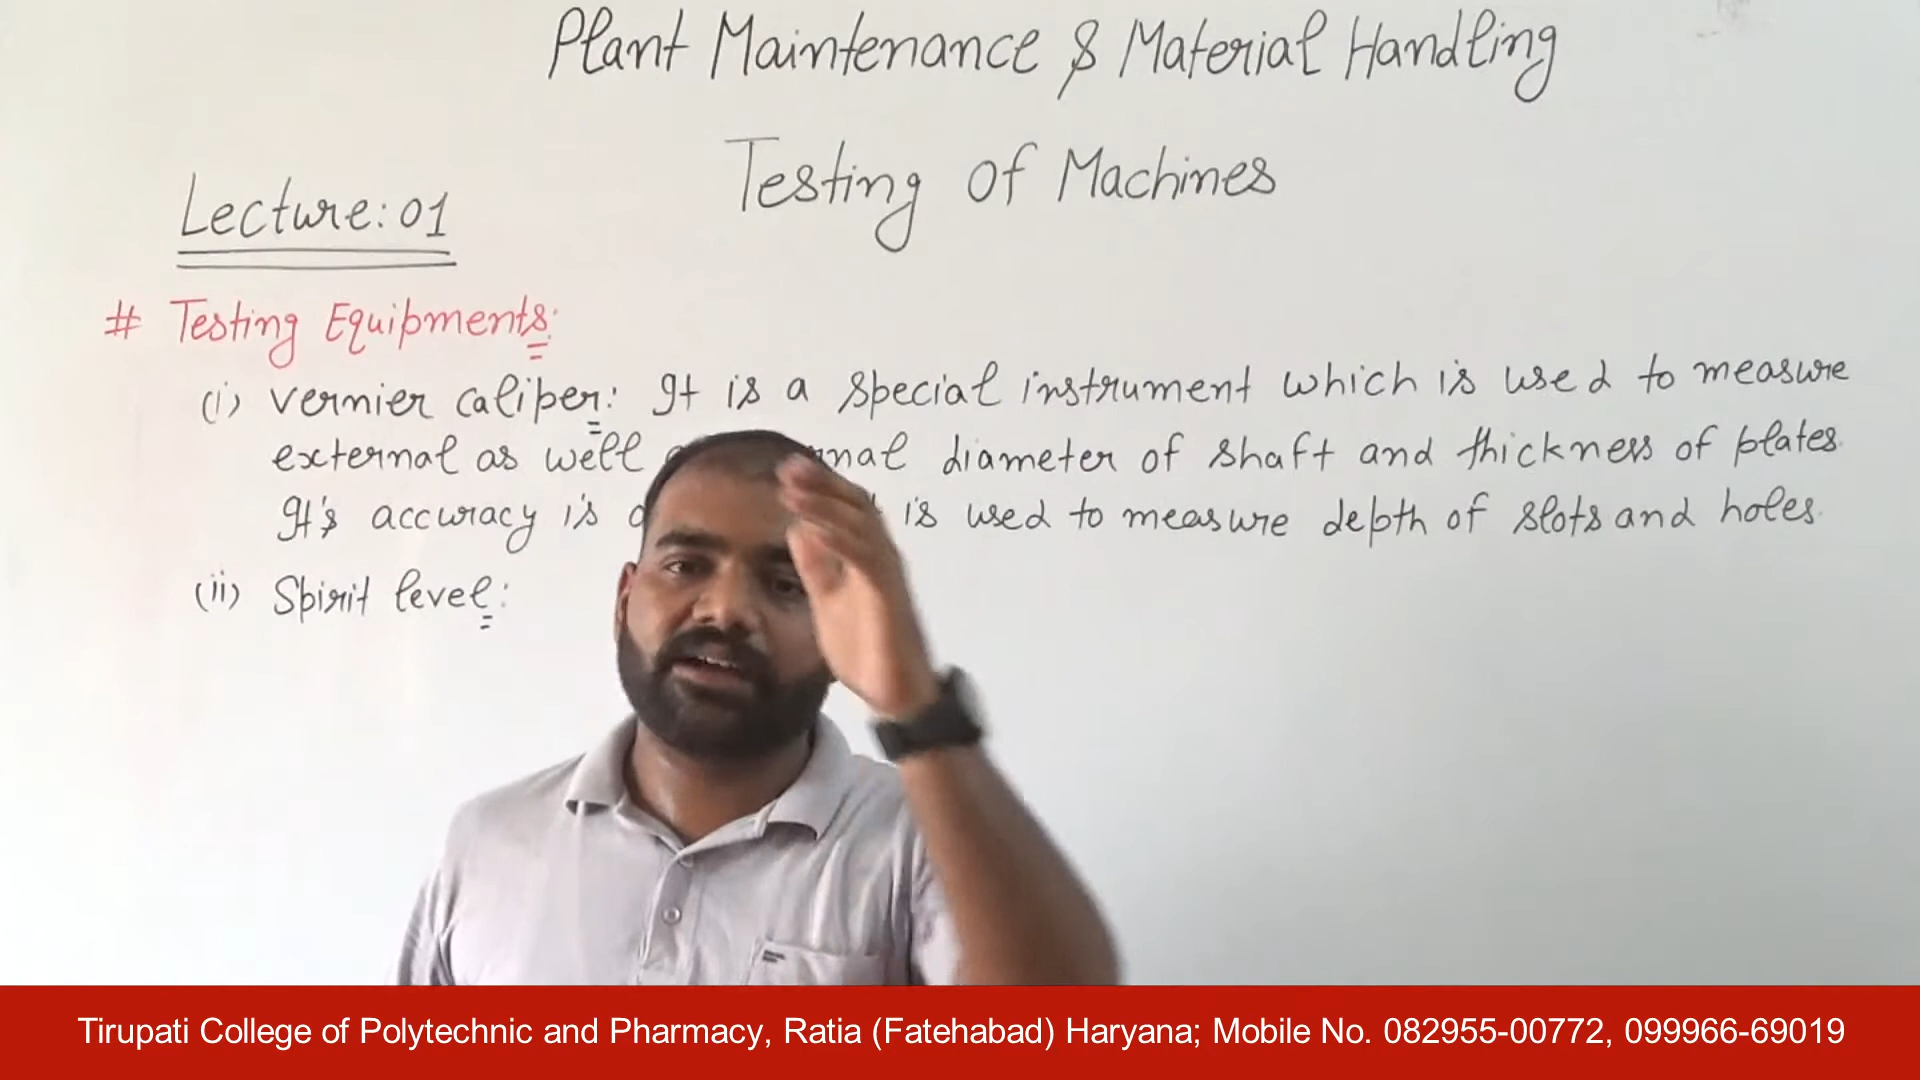 Plant Maintenance & Material Handling
Testing of Machines
Lecture: 01
# Testing Equipments:
(i) Vernier caliper: It is a special instrument which is used to measure
external as well diameter of shaft and thickness of plates.
It's accuracy is is used to measure depth of slots and holes.
(ii) Spirit level:
Tirupati College of Polytechnic and Pharmacy, Ratia (Fatehabad) Haryana; Mobile No. 082955-00772, 099966-69019